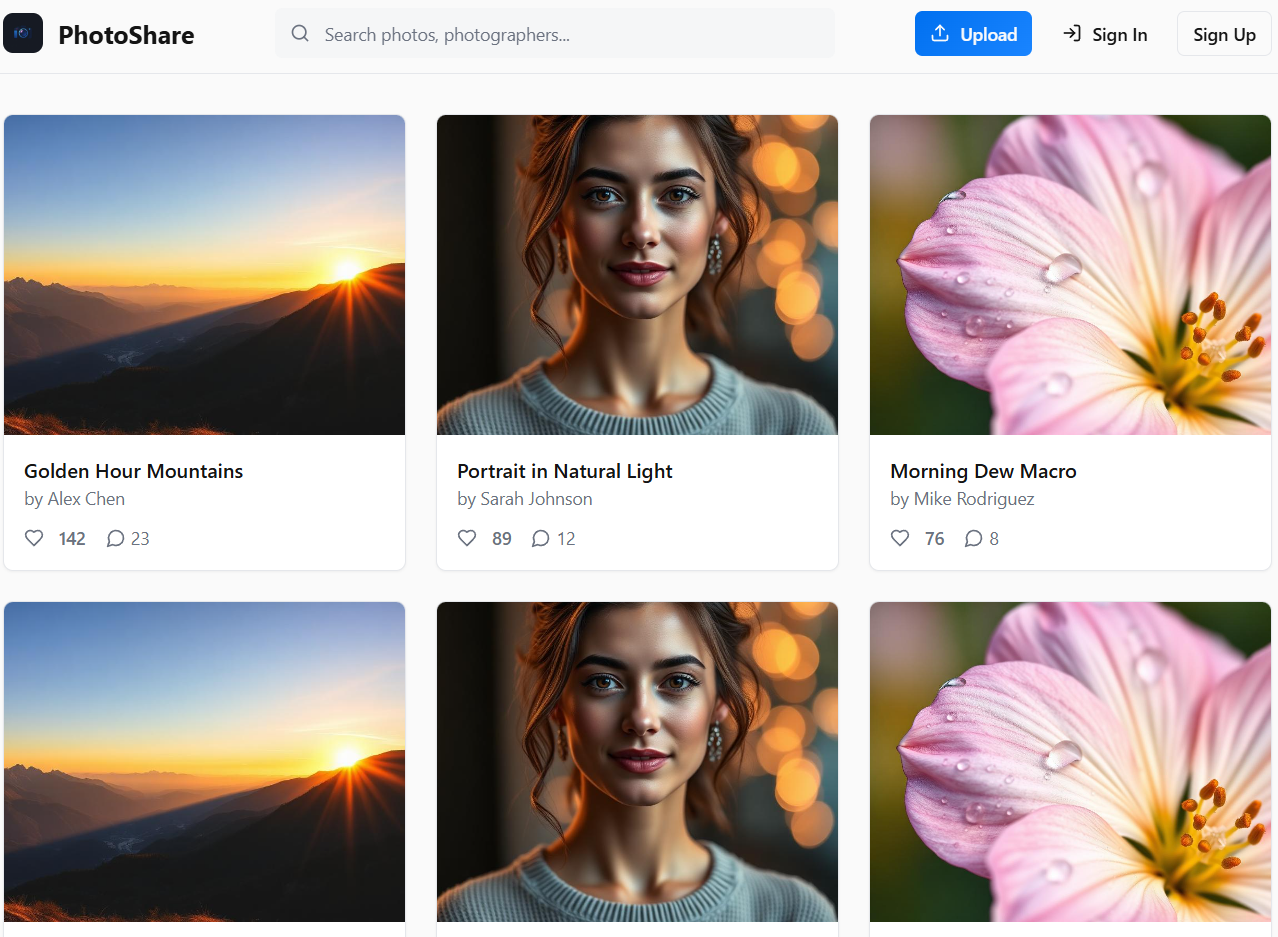 PhotoShare
Search photos, photographers...
Upload
Sign In
Sign Up
Golden Hour Mountains
by Alex Chen
142 23
Portrait in Natural Light
by Sarah Johnson
89 12
Morning Dew Macro
by Mike Rodriguez
76 8